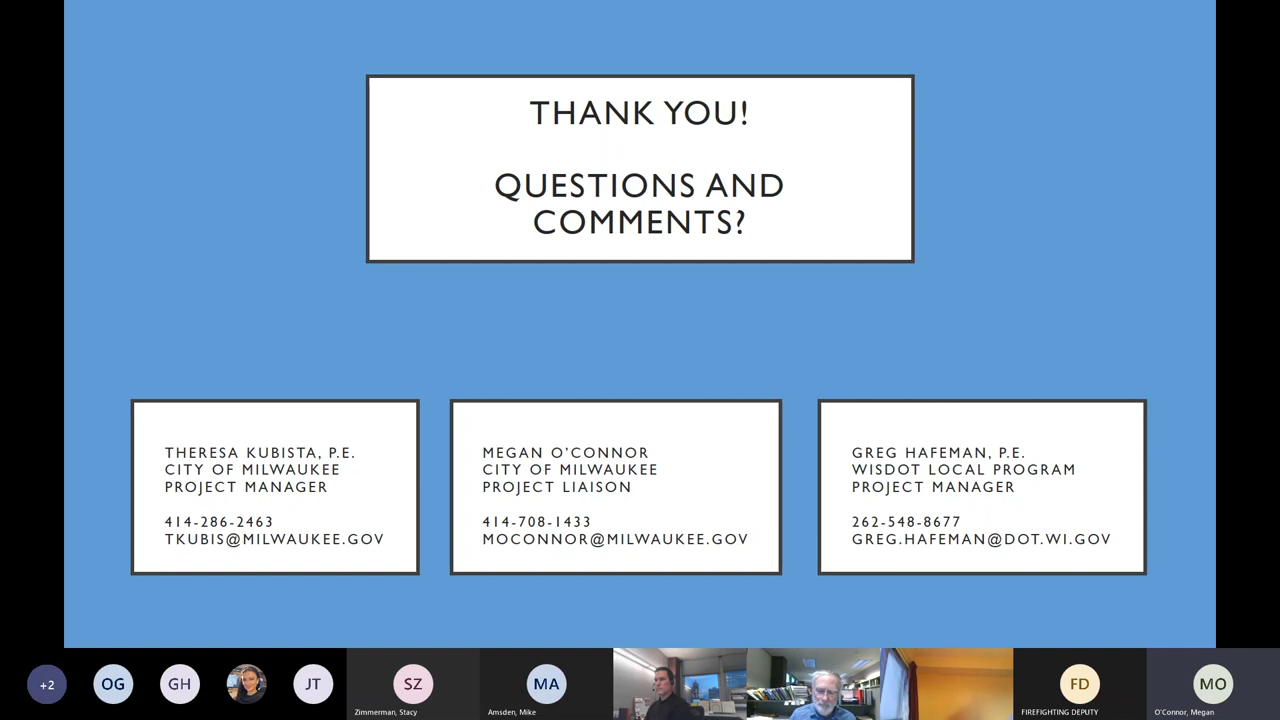 THANK YOU!
QUESTIONS AND
COMMENTS?
THERESA KUBISTA, P.E.
CITY OF MILWAUKEE
PROJECT MANAGER
414-286-2463
TKUBIS@MILWAUKEE.GOV
MEGAN O’CONNOR
CITY OF MILWAUKEE
PROJECT LIAISON
414-708-1433
MOCONNOR@MILWAUKEE.GOV
GREG HAFEMAN, P.E.
WISDOT LOCAL PROGRAM
PROJECT MANAGER
262-548-8677
GREG.HAFEMAN@DOT.WI.GOV
+2
OG
GH
JT
SZ
Zimmerman, Stacy
MA
Amsden, Mike
FD
FIREFIGHTING DEPUTY
MO
O'Connor, Megan